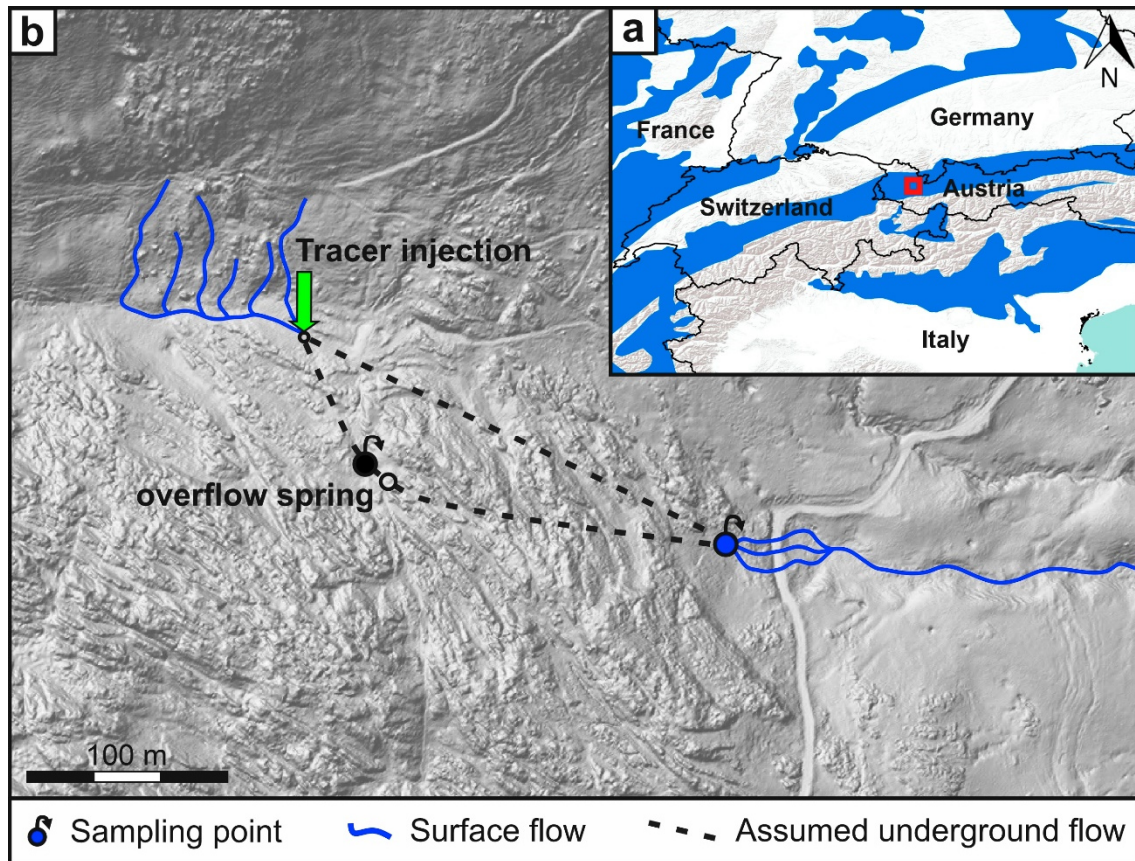 b
a
N
France
Germany
Switzerland
Austria
Italy
Tracer injection
overflow spring
100 m
Sampling point
Surface flow
Assumed underground flow